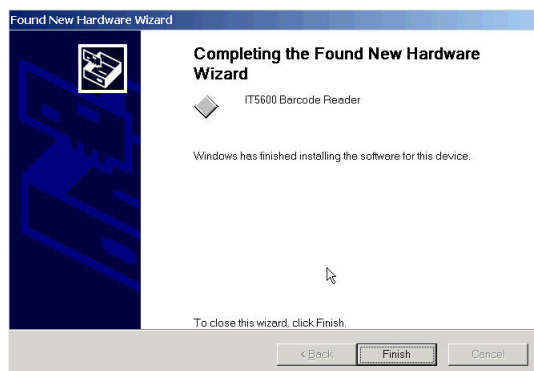 Found New Hardware Wizard
Completing the Found New Hardware
Wizard
IT5600 Barcode Reader
Windows has finished installing the software for this device.
To close this wizard, click Finish.
< Back
Finish
Cancel